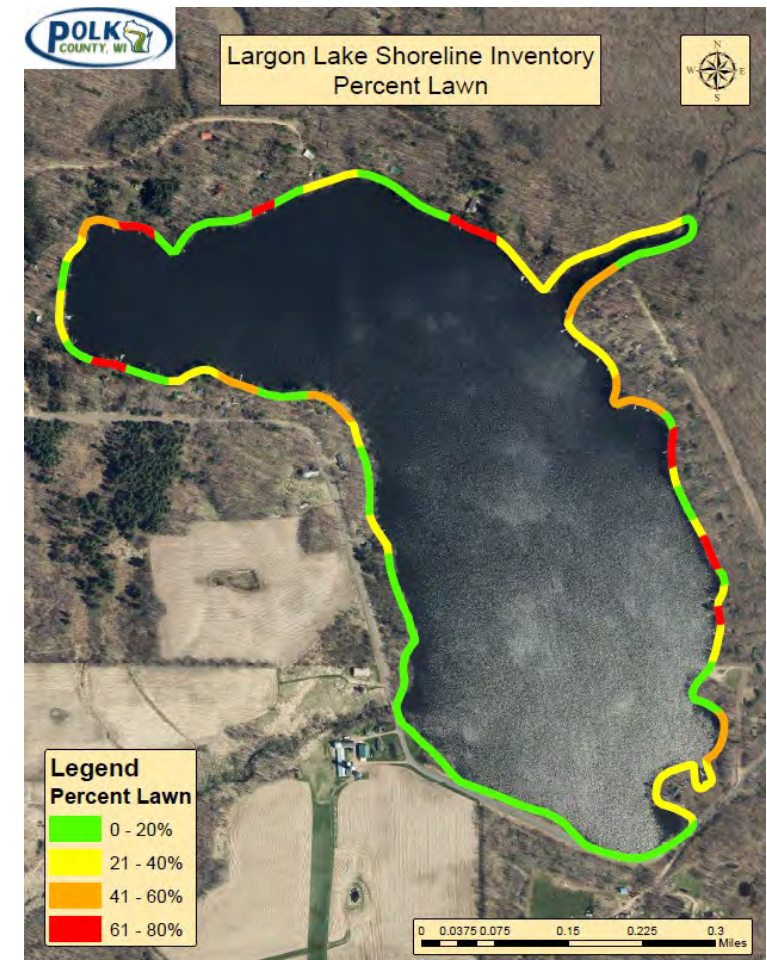 POLK
COUNTY, WI
Largon Lake Shoreline Inventory
Percent Lawn
N
W E
S
Legend
Percent Lawn
0 - 20%
21 - 40%
41 - 60%
61 - 80%
0 0.0375 0.075 0.15 0.225 0.3
Miles